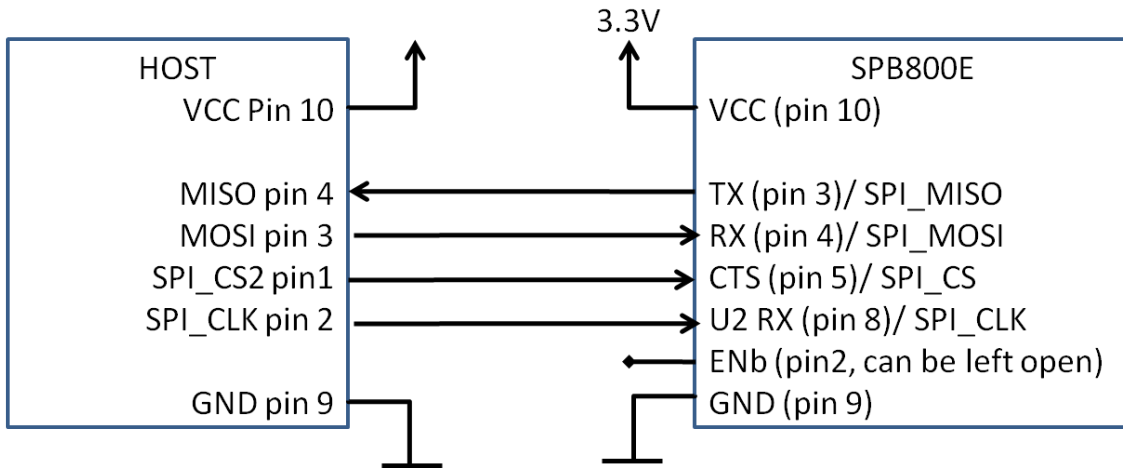 3.3V
HOST
VCC Pin 10
MISO pin 4
MOSI pin 3
SPI_CS2 pin1
SPI_CLK pin 2
GND pin 9
SPB800E
VCC (pin 10)
TX (pin 3)/ SPI_MISO
RX (pin 4)/ SPI_MOSI
CTS (pin 5)/ SPI_CS
U2 RX (pin 8)/ SPI_CLK
ENb (pin2, can be left open)
GND (pin 9)